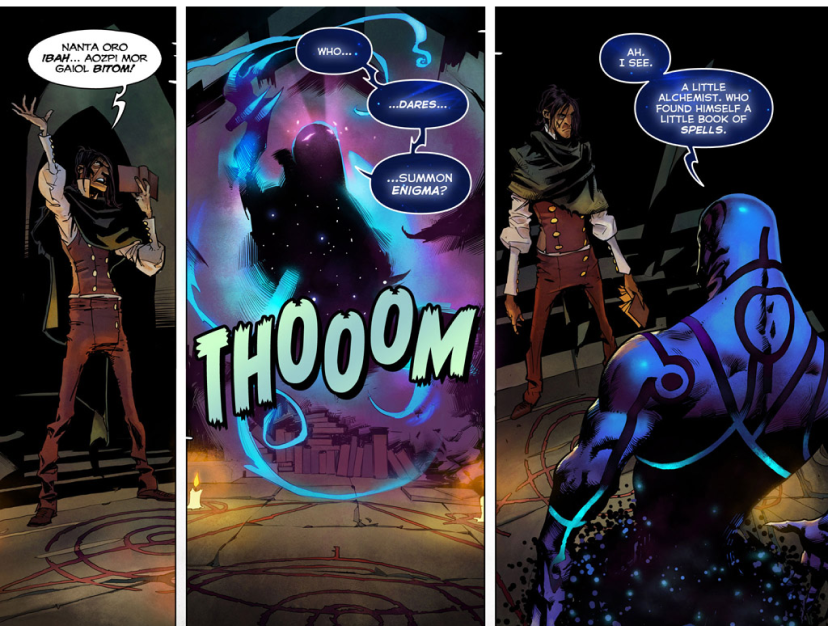 NANTA ORO
IBAH... AOZPI MOR
GAIOL BITOM!
WHO...
...DARES...
...SUMMON
ENIGMA?
THOOOM
AH.
I SEE.
A LITTLE
ALCHEMIST. WHO
FOUND HIMSELF A
LITTLE BOOK OF
SPELLS.